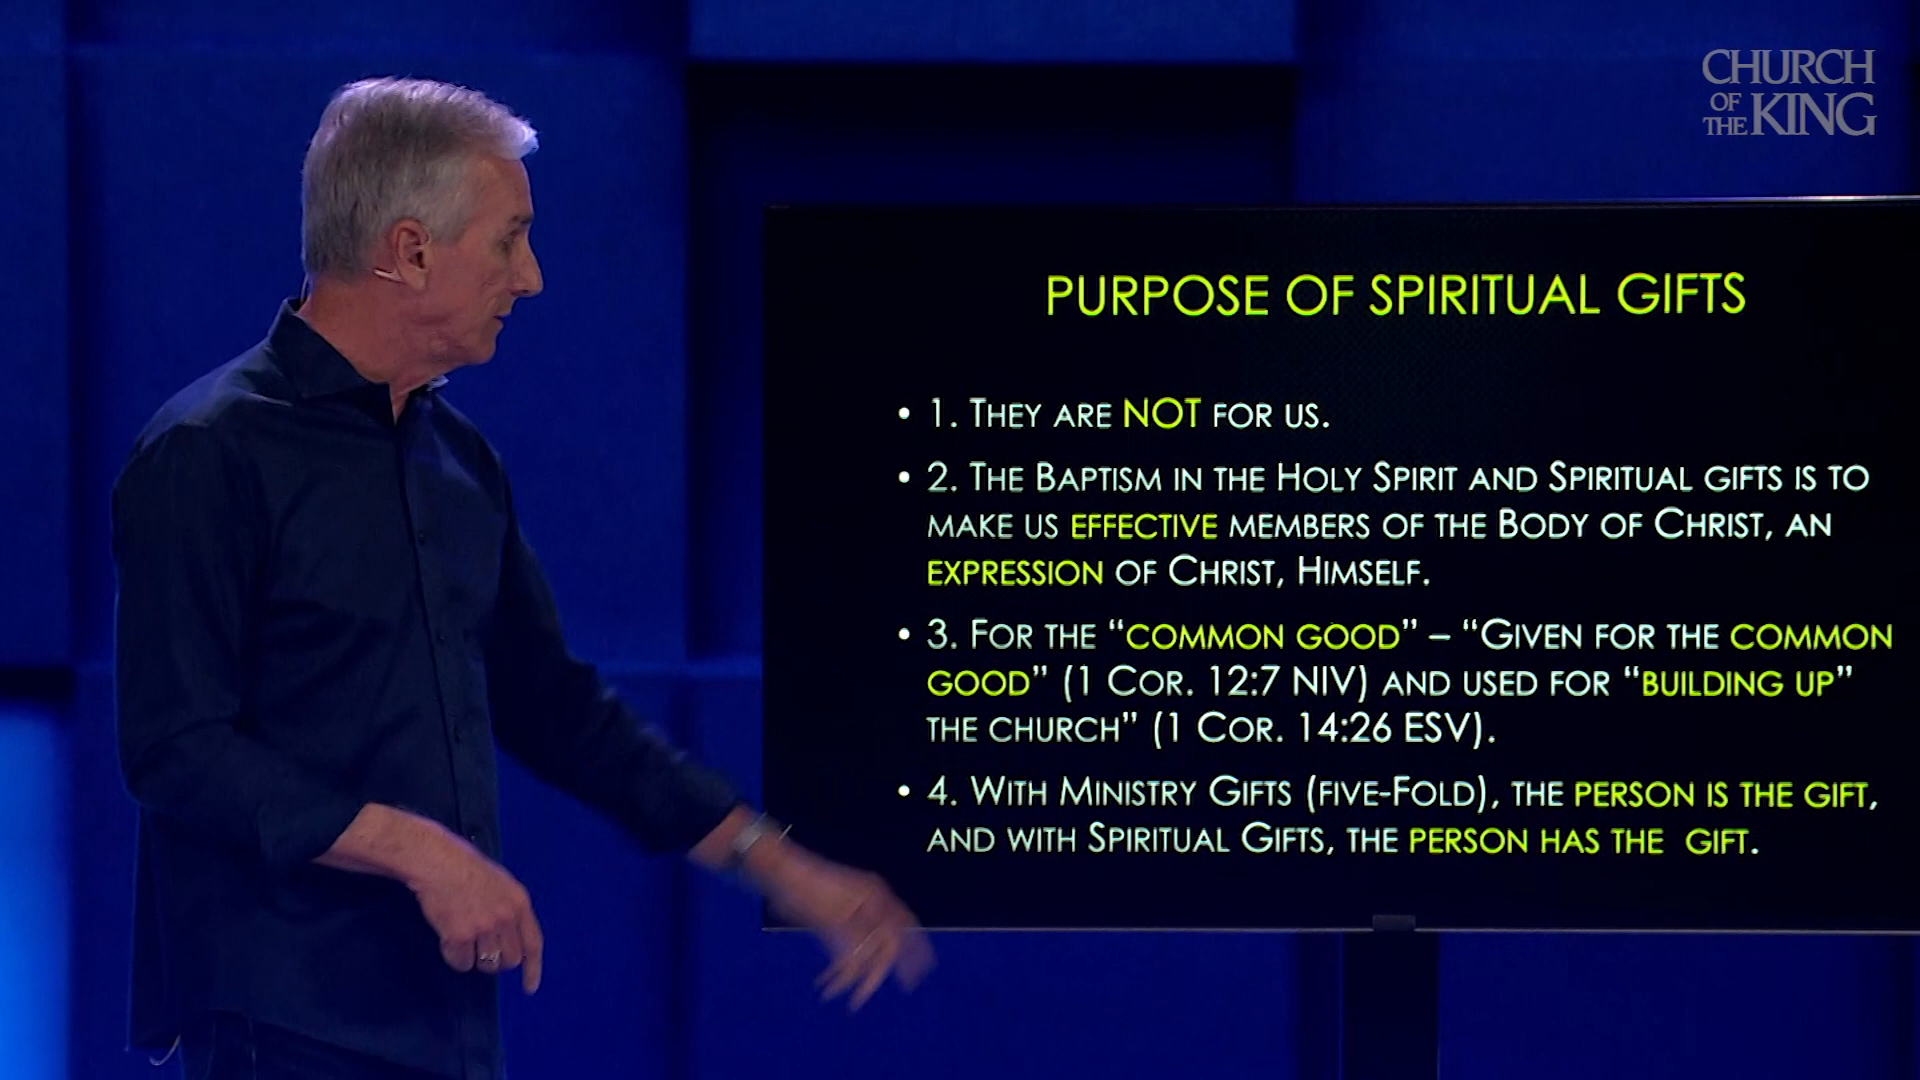 CHURCH
OF
THE KING
PURPOSE OF SPIRITUAL GIFTS
• 1. THEY ARE NOT FOR US.
• 2. THE BAPTISM IN THE HOLY SPIRIT AND SPIRITUAL GIFTS IS TO
MAKE US EFFECTIVE MEMBERS OF THE BODY OF CHRIST, AN
EXPRESSION OF CHRIST, HIMSELF.
• 3. FOR THE “COMMON GOOD” – “GIVEN FOR THE COMMON
GOOD” (1 COR. 12:7 NIV) AND USED FOR “BUILDING UP”
THE CHURCH” (1 COR. 14:26 ESV).
• 4. WITH MINISTRY GIFTS (FIVE-FOLD), THE PERSON IS THE GIFT,
AND WITH SPIRITUAL GIFTS, THE PERSON HAS THE GIFT.